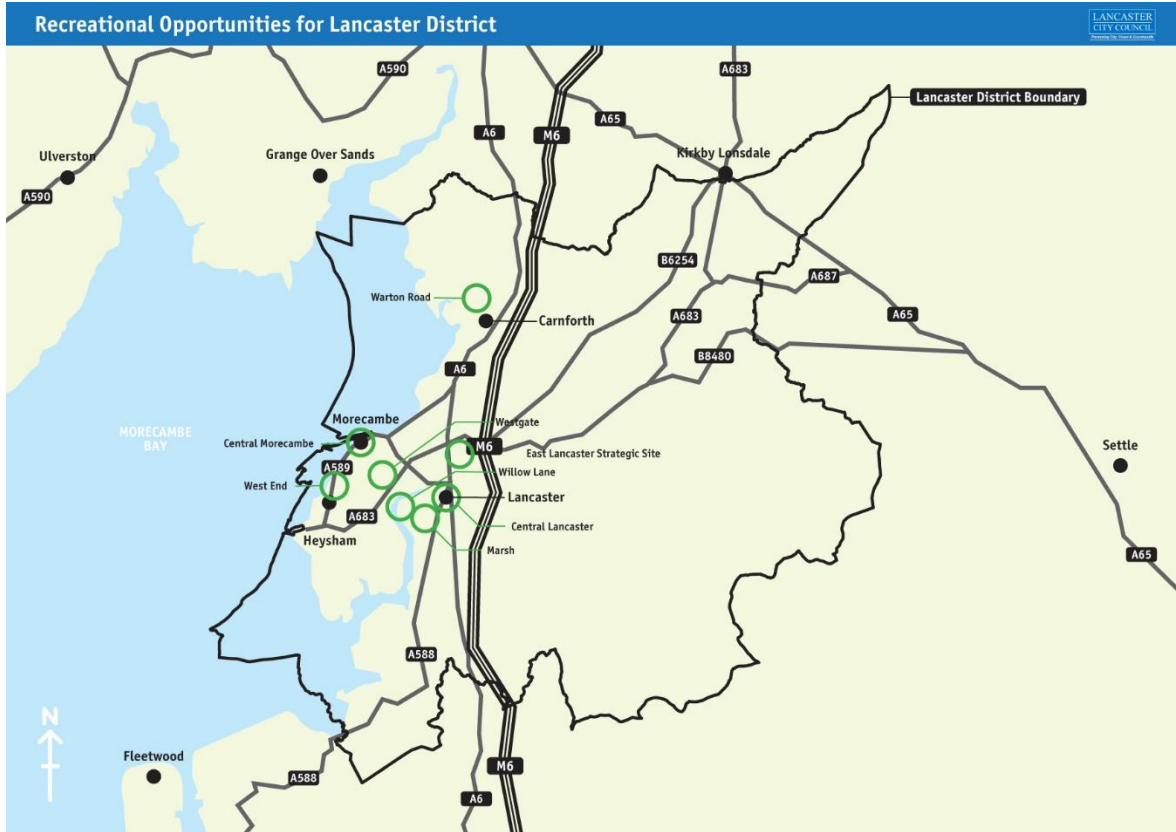 Recreational Opportunities for Lancaster District
LANCASTER
CITY COUNCIL
A590
A683
Lancaster District Boundary
A6
M6
A65
Ulverston
Grange Over Sands
Kirkby Lonsdale
A590
B6254
A687
Warton Road
A683
A65
Carnforth
B8480
A6
Morecambe
Westgate
MORECAMBE
BAY
Central Morecambe
M6
East Lancaster Strategic Site
Settle
A589
Willow Lane
West End
Lancaster
A683
Central Lancaster
Heysham
Marsh
A65
A588
N
Fleetwood
A588
M6